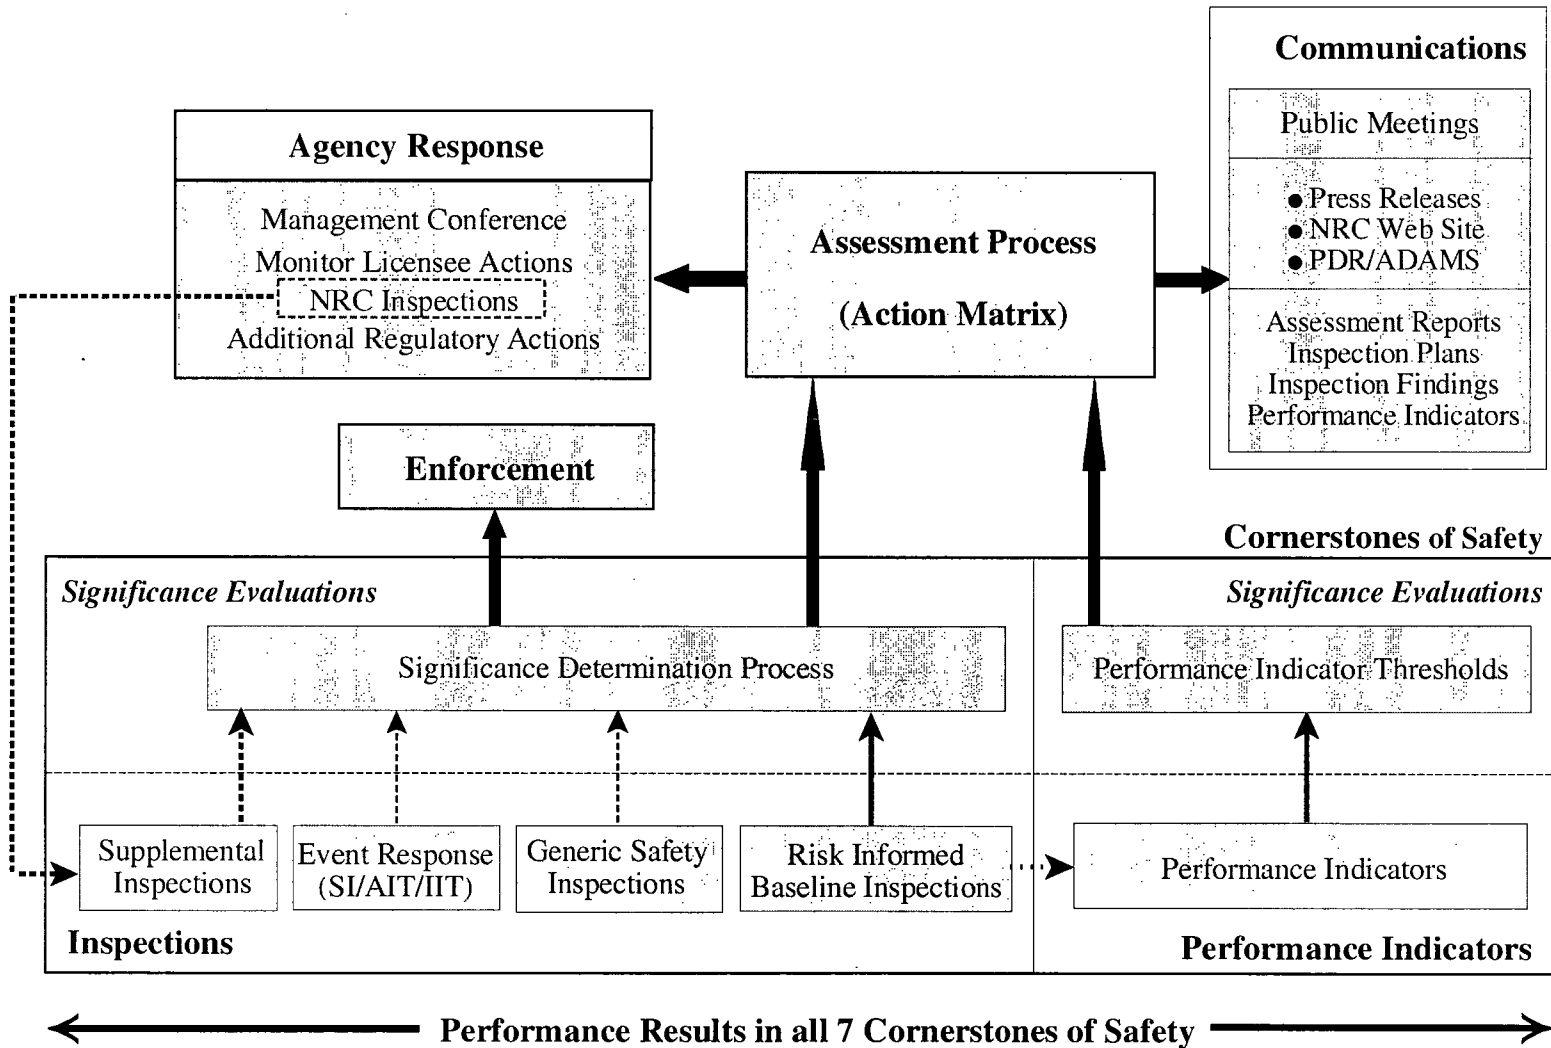 Communications
Public Meetings
● Press Releases
● NRC Web Site
● PDR/ADAMS
Assessment Reports
Inspection Plans
Inspection Findings
Performance Indicators
Agency Response
Management Conference
Monitor Licensee Actions
NRC Inspections
Additional Regulatory Actions
Assessment Process
(Action Matrix)
Enforcement
Cornerstones of Safety
Significance Evaluations
Significance Evaluations
Significance Determination Process
Performance Indicator Thresholds
Supplemental
Inspections
Event Response
(SI/AIT/IIT)
Generic Safety
Inspections
Risk Informed
Baseline Inspections
Performance Indicators
Inspections
Performance Indicators
Performance Results in all 7 Cornerstones of Safety